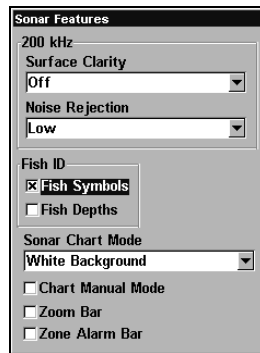 Sonar Features
200 kHz
Surface Clarity
Off
Noise Rejection
Low
Fish ID
Fish Symbols
Fish Depths
Sonar Chart Mode
White Background
Chart Manual Mode
Zoom Bar
Zone Alarm Bar